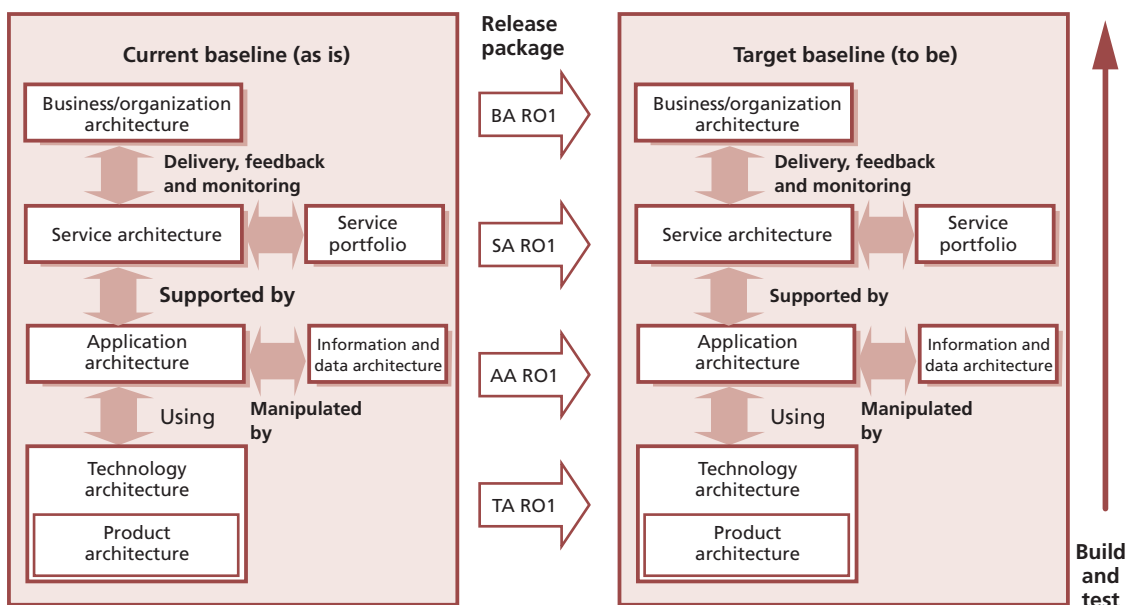 Current baseline (as is)
Business/organization
architecture
Delivery, feedback
and monitoring
Service architecture
Service
portfolio
Supported by
Application
architecture
Information and
data architecture
Using
Manipulated
by
Technology
architecture
Product
architecture
Release
package
BA RO1
SA RO1
AA RO1
TA RO1
Target baseline (to be)
Business/organization
architecture
Delivery, feedback
and monitoring
Service architecture
Service
portfolio
Supported by
Application
architecture
Information and
data architecture
Using
Manipulated
by
Technology
architecture
Product
architecture
Build
and
test